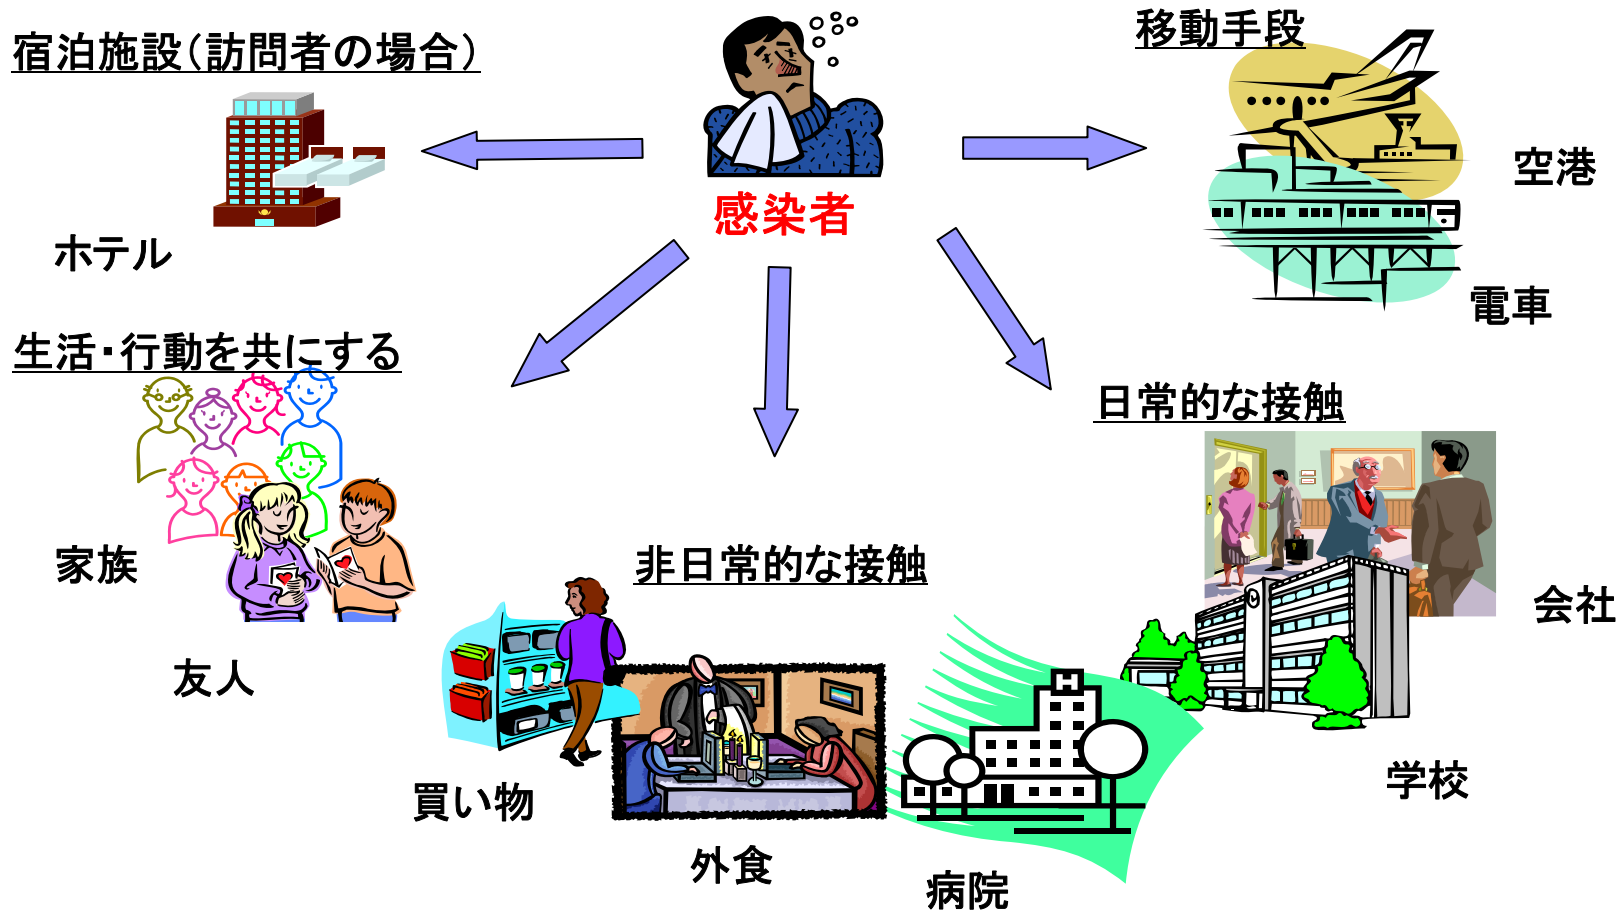 宿泊施設（訪問者の場合）
移動手段
空港
感染者
ホテル
電車
生活・行動を共にする
日常的な接触
家族
非日常的な接触
会社
友人
学校
買い物
外食
病院
H